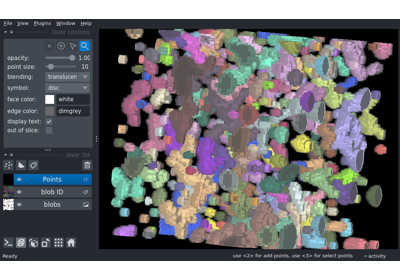 File View Plugins Window Help
layer controls
opacity: 1.00
point size: 10
blending: translucen
symbol: disc
face color: white
edge color: dimgrey
display text:
out of slice:
layer list
Points
blob ID
blobs
Ready
use <2> for add points, use <3> for select points
activity